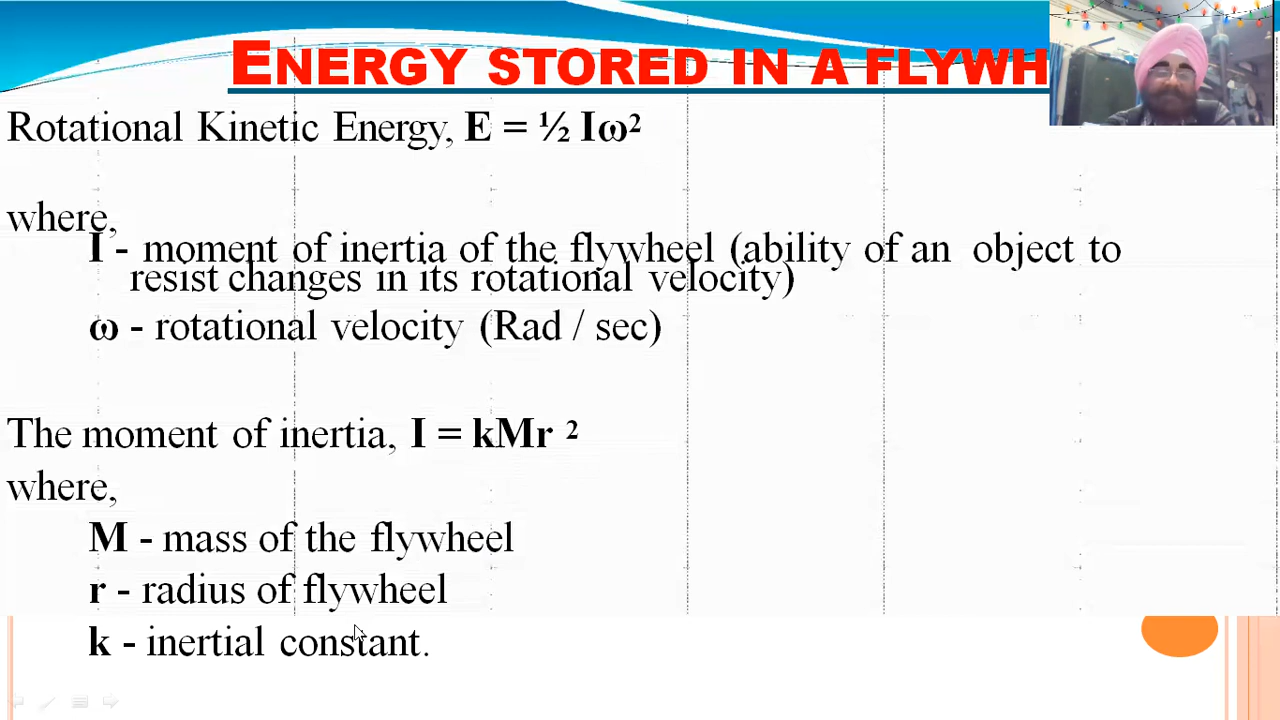 ENERGY STORED IN A FLYWH
Rotational Kinetic Energy, E = ½ Iω²
where,
I - moment of inertia of the flywheel (ability of an object to
resist changes in its rotational velocity)
ω - rotational velocity (Rad / sec)
The moment of inertia, I = kMr ²
where,
M - mass of the flywheel
r - radius of flywheel
k - inertial constant.